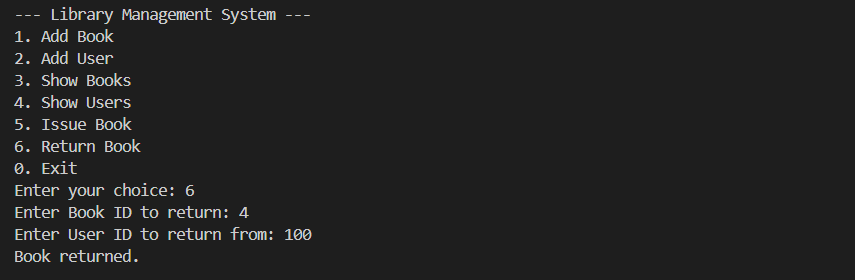 --- Library Management System ---
1. Add Book
2. Add User
3. Show Books
4. Show Users
5. Issue Book
6. Return Book
0. Exit
Enter your choice: 6
Enter Book ID to return: 4
Enter User ID to return from: 100
Book returned.